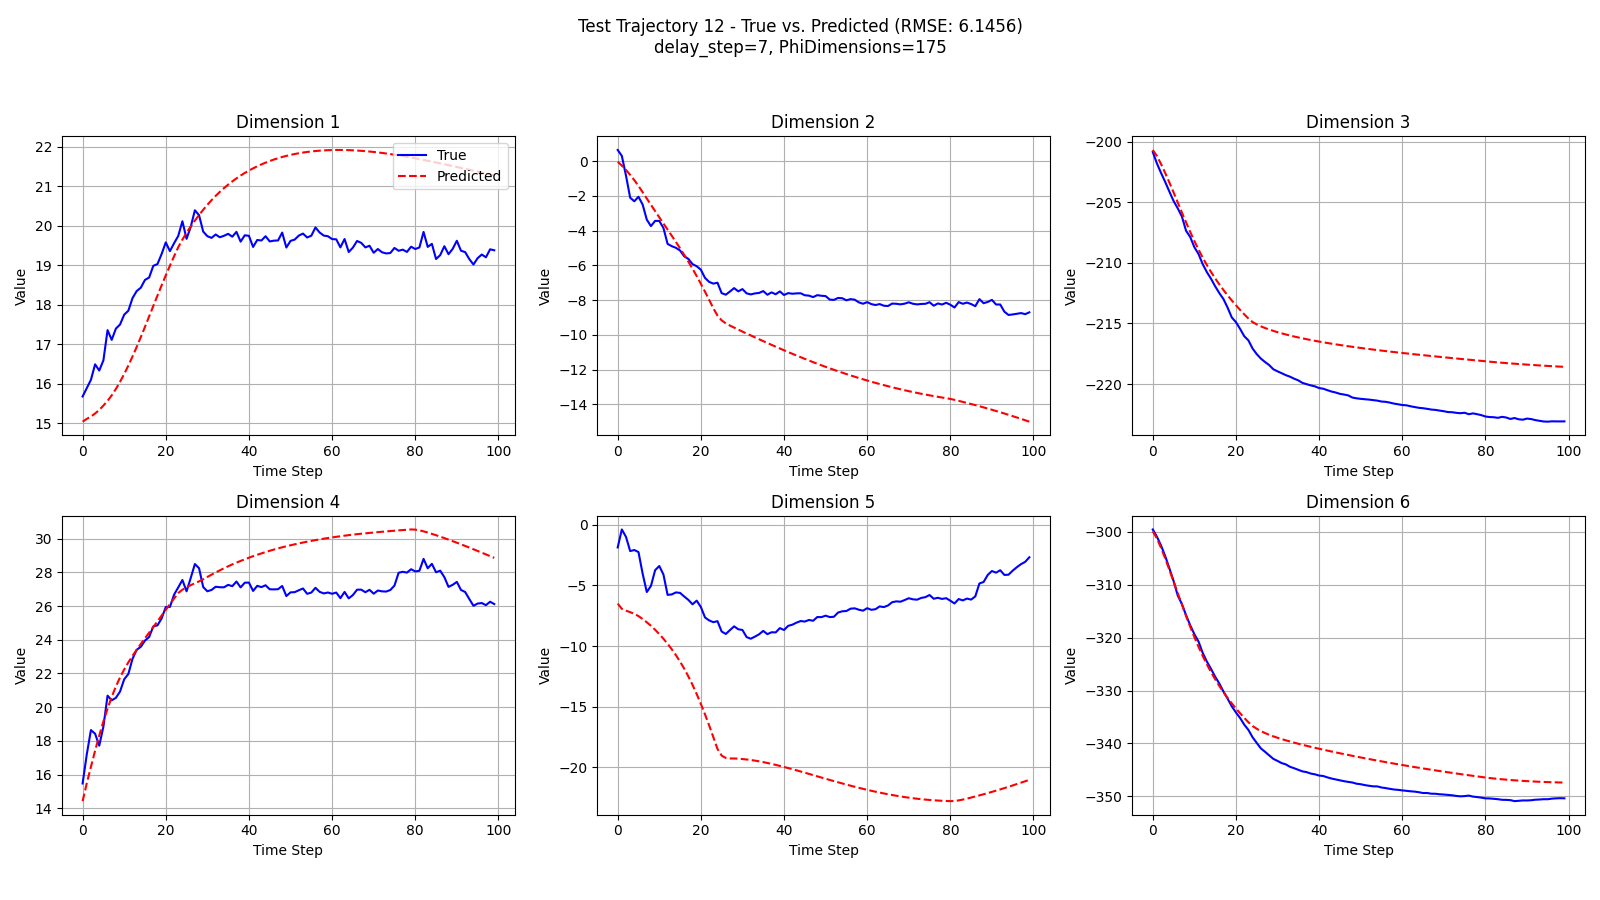 Test Trajectory 12 - True vs. Predicted (RMSE: 6.1456)
delay_step=7, PhiDimensions=175
Dimension 1
22
21
20
19
18
17
16
15
Value
0 20 40 60 80 100
Time Step
True
Predicted
Dimension 2
0
−2
−4
−6
−8
−10
−12
−14
Value
0 20 40 60 80 100
Time Step
Dimension 3
−200
−205
−210
−215
−220
Value
0 20 40 60 80 100
Time Step
Dimension 4
30
28
26
24
22
20
18
16
14
Value
0 20 40 60 80 100
Time Step
Dimension 5
0
−5
−10
−15
−20
Value
0 20 40 60 80 100
Time Step
Dimension 6
−300
−310
−320
−330
−340
−350
Value
0 20 40 60 80 100
Time Step